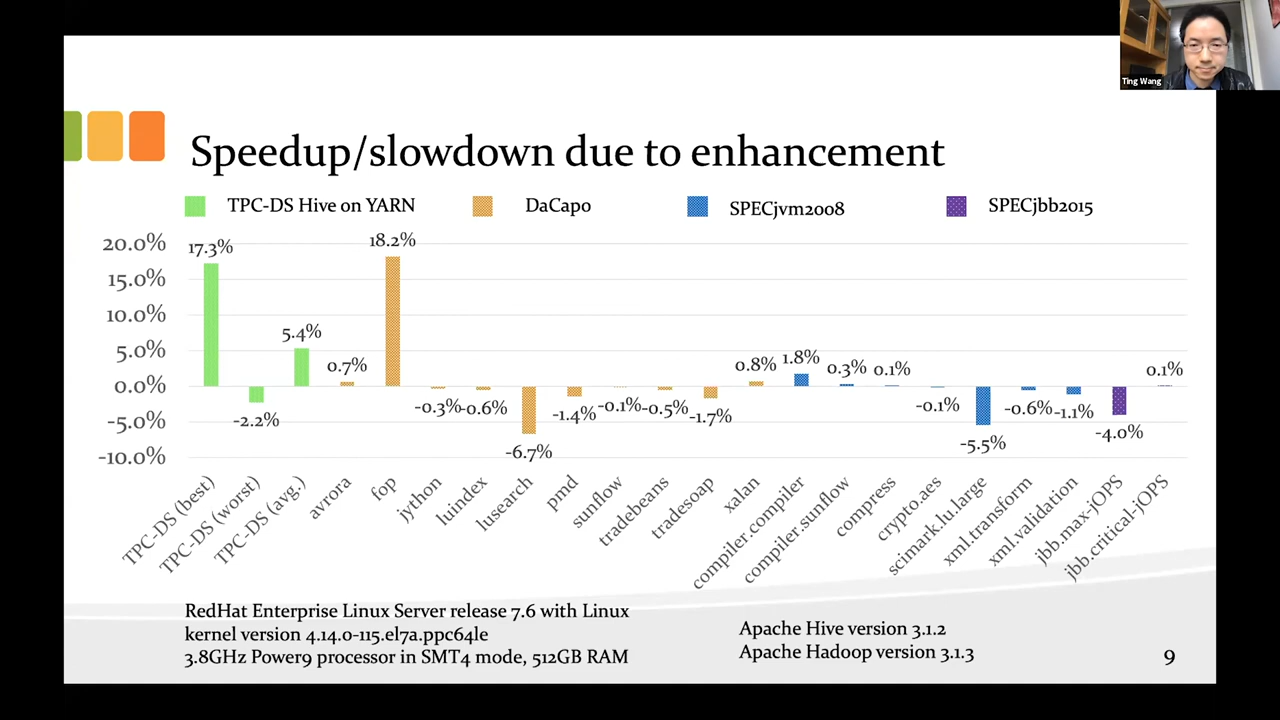 Ting Wang
Speedup/slowdown due to enhancement
TPC-DS Hive on YARN
DaCapo
SPECjvm2008
SPECjbb2015
20.0%
15.0%
10.0%
5.0%
0.0%
-5.0%
-10.0%
17.3%
-2.2%
5.4%
0.7%
18.2%
-0.3%
-0.6%
-6.7%
-1.4%
-0.1%
-0.5%
-1.7%
0.8%
1.8%
0.3%
0.1%
-0.1%
-5.5%
-0.6%
-1.1%
-4.0%
0.1%
TPC-DS (best)
TPC-DS (worst)
TPC-DS (avg.)
avrora
fop
jython
luindex
lusearch
pmd
sunflow
tradebeans
tradesoap
xalan
compiler.compiler
compiler.sunflow
compress
crypto.aes
scimark.lu.large
xml.transform
xml.validation
jbb.max-jOPS
jbb.critical-jOPS
RedHat Enterprise Linux Server release 7.6 with Linux
kernel version 4.14.0-115.el7a.ppc64le
3.8GHz Power9 processor in SMT4 mode, 512GB RAM
Apache Hive version 3.1.2
Apache Hadoop version 3.1.3
9